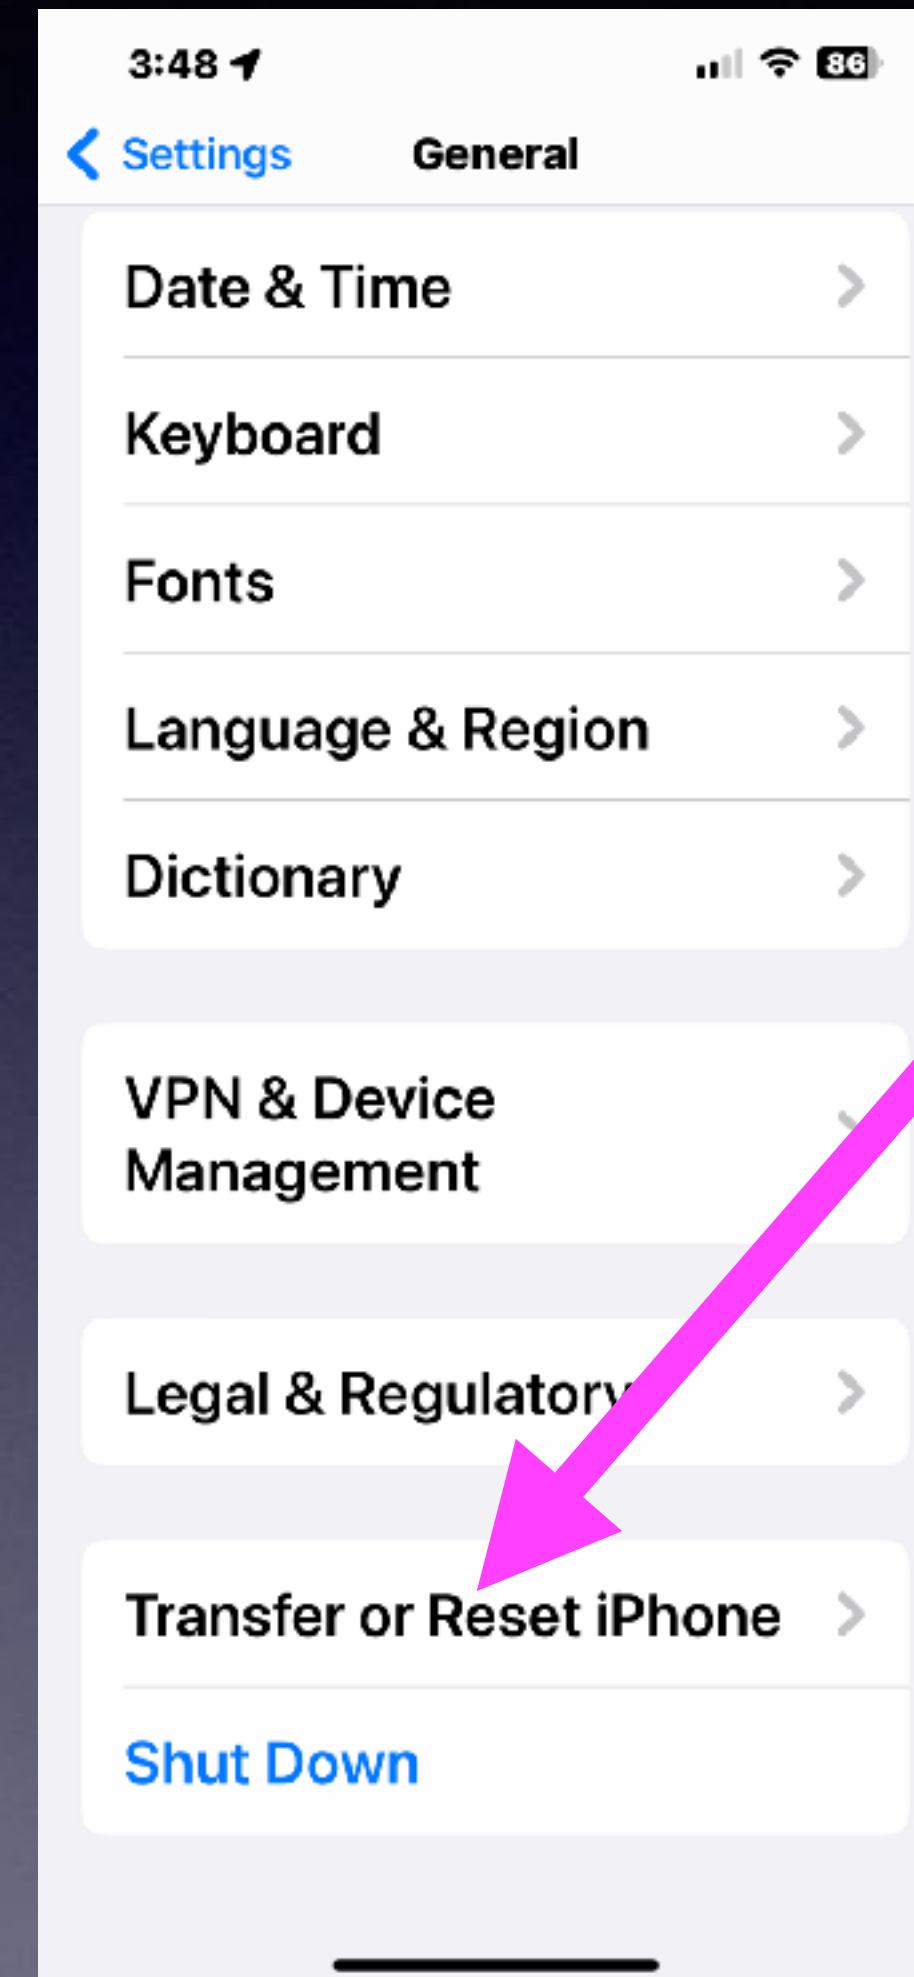 3:48
86
Settings
General
Date & Time
Keyboard
Fonts
Language & Region
Dictionary
VPN & Device
Management
Legal & Regulatory
Transfer or Reset iPhone
Shut Down